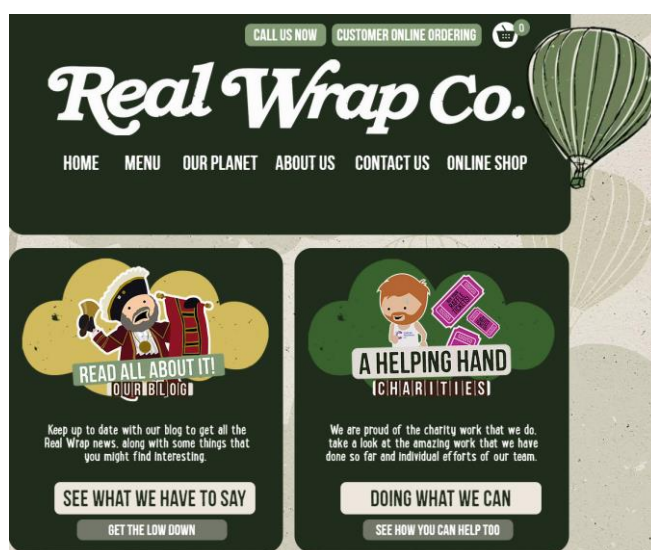 CALL US NOW CUSTOMER ONLINE ORDERING 0
Real Wrap Co.
HOME MENU OUR PLANET ABOUT US CONTACT US ONLINE SHOP
READ ALL ABOUT IT!
OUR BLOG
Keep up to date with our blog to get all the
Real Wrap news, along with some things that
you might find interesting.
SEE WHAT WE HAVE TO SAY
GET THE LOW DOWN
A HELPING HAND
CHARITIES
We are proud of the charity work that we do,
take a look at the amazing work that we have
done so far and individual efforts of our team.
DOING WHAT WE CAN
SEE HOW YOU CAN HELP TOO